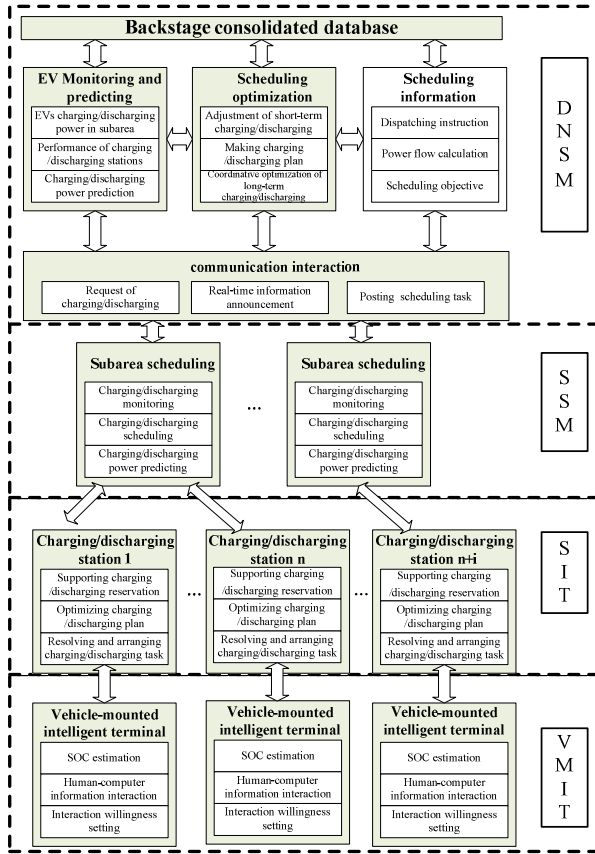 Backstage consolidated database
EV Monitoring and
predicting
EVs charging/discharging
power in subarea
Performance of charging
/discharging stations
Charging/discharging
power prediction
Scheduling
optimization
Adjustment of short-term
charging/discharging
Making charging
/discharging plan
Coordinative optimization of
long-term
charging/discharging
Scheduling
information
Dispatching instruction
Power flow calculation
Scheduling objective
D
N
S
M
communication interaction
Request of
charging/discharging
Real-time information
announcement
Posting scheduling task
Subarea scheduling
Charging/discharging
monitoring
Charging/discharging
scheduling
Charging/discharging
power predicting
...
Subarea scheduling
Charging/discharging
monitoring
Charging/discharging
scheduling
Charging/discharging
power predicting
S
S
M
Charging/discharging
station 1
Supporting charging
/discharging reservation
Optimizing charging
/discharging plan
Resolving and arranging
charging/discharging task
...
Charging/discharging
station n
Supporting charging
/discharging reservation
Optimizing charging
/discharging plan
Resolving and arranging
charging/discharging task
...
Charging/discharging
station n+i
Supporting charging
/discharging reservation
Optimizing charging
/discharging plan
Resolving and arranging
charging/discharging task
S
I
T
Vehicle-mounted
intelligent terminal
SOC estimation
Human-computer
information interaction
Interaction willingness
setting
Vehicle-mounted
intelligent terminal
SOC estimation
Human-computer
information interaction
Interaction willingness
setting
Vehicle-mounted
intelligent terminal
SOC estimation
Human-computer
information interaction
Interaction willingness
setting
V
M
I
T